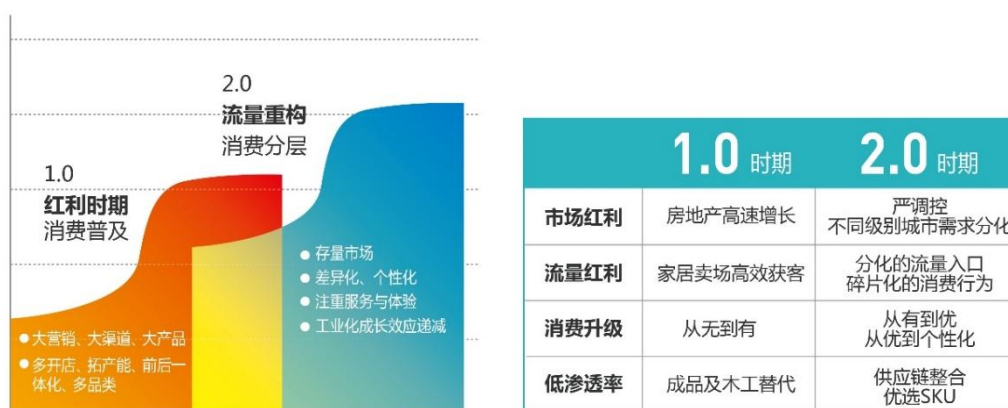 2.0
流量重构
消费分层
1.0
红利时期
消费普及
● 存量市场
● 差异化、个性化
● 注重服务与体验
● 工业化成长效应递减
● 大营销、大渠道、大产品
● 多开店、拓产能、前后一
体化、多品类
1.0 时期 2.0 时期
市场红利 房地产高速增长 严调控
不同级别城市需求分化
流量红利 家居卖场高效获客 分化的流量入口
碎片化的消费行为
消费升级 从无到有 从有到优
从优到个性化
低渗透率 成品及木工替代 供应链整合
优选SKU